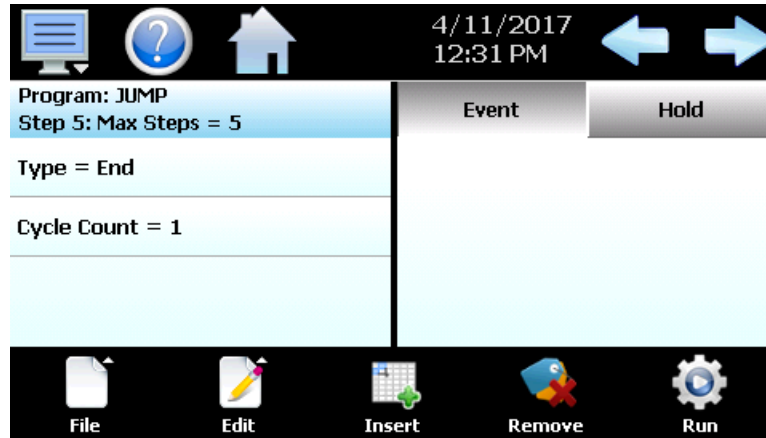 ?
4/11/2017
12:31 PM
Program: JUMP
Step 5: Max Steps = 5
Type = End
Cycle Count = 1
Event
Hold
File
Edit
Insert
Remove
Run